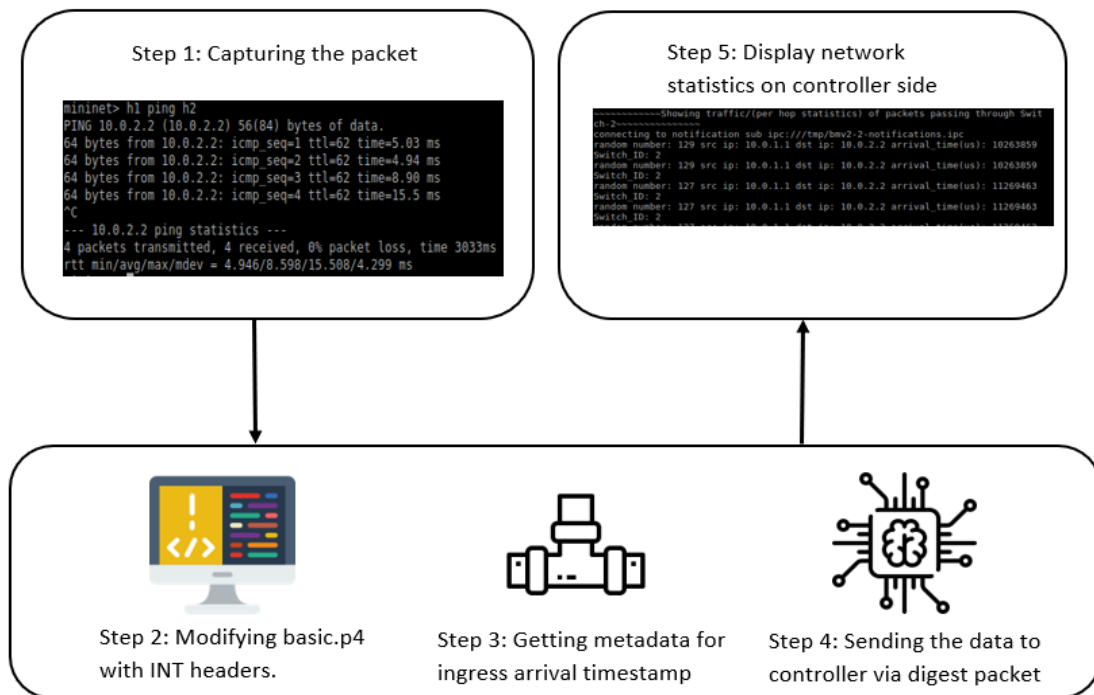 Step 1: Capturing the packet
mininet> h1 ping h2
PING 10.0.2.2 (10.0.2.2) 56(84) bytes of data.
64 bytes from 10.0.2.2: icmp_seq=1 ttl=62 time=5.03 ms
64 bytes from 10.0.2.2: icmp_seq=2 ttl=62 time=4.94 ms
64 bytes from 10.0.2.2: icmp_seq=3 ttl=62 time=8.90 ms
64 bytes from 10.0.2.2: icmp_seq=4 ttl=62 time=15.5 ms
^C
--- 10.0.2.2 ping statistics ---
4 packets transmitted, 4 received, 0% packet loss, time 3033ms
rtt min/avg/max/mdev = 4.946/8.598/15.508/4.299 ms
Step 5: Display network
statistics on controller side
~~~~~~~~~~~~~Showing traffic/(per hop statistics) of packets passing through Swit
ch-2~~~~~~~~~~~~~~~
connecting to notification sub ipc:///tmp/bmv2-2-notifications.ipc
random number: 129 src ip: 10.0.1.1 dst ip: 10.0.2.2 arrival_time(us): 10263859
Switch_ID: 2
random number: 129 src ip: 10.0.1.1 dst ip: 10.0.2.2 arrival_time(us): 10263859
Switch_ID: 2
random number: 127 src ip: 10.0.1.1 dst ip: 10.0.2.2 arrival_time(us): 11269463
Switch_ID: 2
random number: 127 src ip: 10.0.1.1 dst ip: 10.0.2.2 arrival_time(us): 11269463
Switch_ID: 2
Step 2: Modifying basic.p4
with INT headers.
Step 3: Getting metadata for
ingress arrival timestamp
Step 4: Sending the data to
controller via digest packet